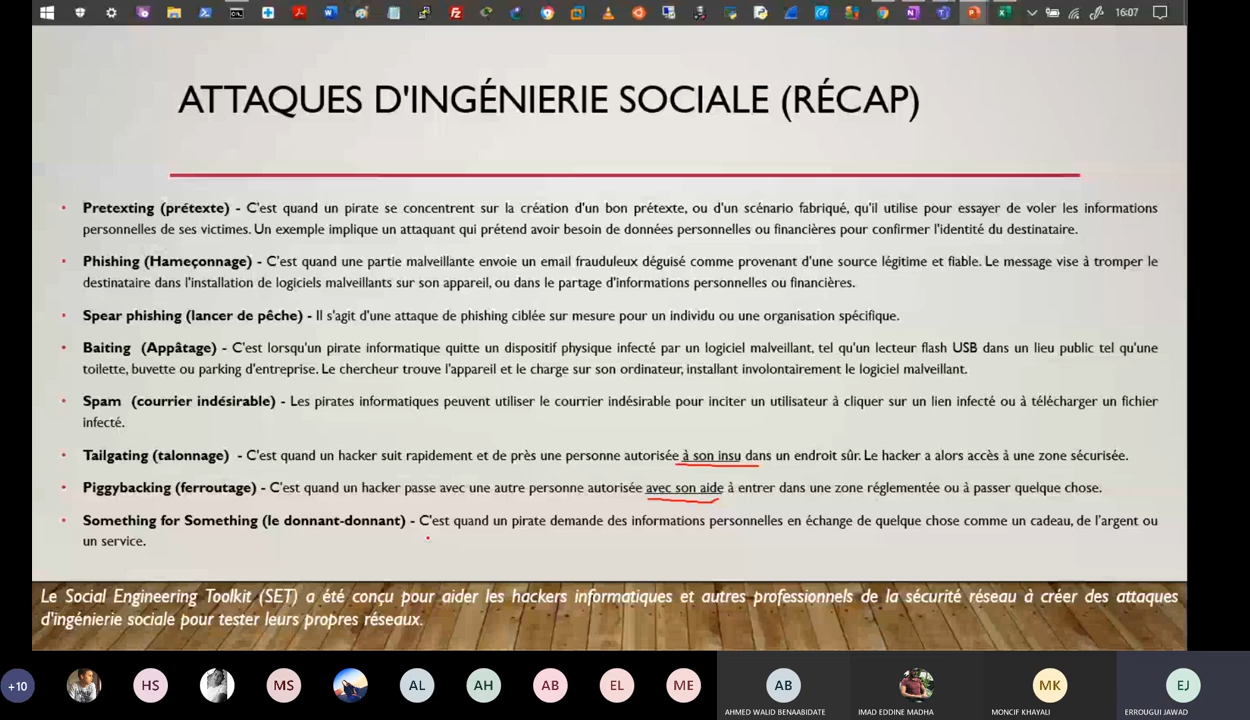 16:07
ATTAQUES D'INGÉNIERIE SOCIALE (RÉCAP)
• Pretexting (prétexte) - C'est quand un pirate se concentrent sur la création d'un bon prétexte, ou d'un scénario fabriqué, qu'il utilise pour essayer de voler les informations
personnelles de ses victimes. Un exemple implique un attaquant qui prétend avoir besoin de données personnelles ou financières pour confirmer l'identité du destinataire.
• Phishing (Hameçonnage) - C'est quand une partie malveillante envoie un email frauduleux déguisé comme provenant d'une source légitime et fiable. Le message vise à tromper le
destinataire dans l'installation de logiciels malveillants sur son appareil, ou dans le partage d'informations personnelles ou financières.
• Spear phishing (lancer de pêche) - Il s'agit d'une attaque de phishing ciblée sur mesure pour un individu ou une organisation spécifique.
• Baiting (Appâtage) - C'est lorsqu'un pirate informatique quitte un dispositif physique infecté par un logiciel malveillant, tel qu'un lecteur flash USB dans un lieu public tel qu'une
toilette, buvette ou parking d'entreprise. Le chercheur trouve l'appareil et le charge sur son ordinateur, installant involontairement le logiciel malveillant.
• Spam (courrier indésirable) - Les pirates informatiques peuvent utiliser le courrier indésirable pour inciter un utilisateur à cliquer sur un lien infecté ou à télécharger un fichier
infecté.
• Tailgating (talonnage) - C'est quand un hacker suit rapidement et de près une personne autorisée à son insu dans un endroit sûr. Le hacker a alors accès à une zone sécurisée.
• Piggybacking (ferroutage) - C'est quand un hacker passe avec une autre personne autorisée avec son aide à entrer dans une zone réglementée ou à passer quelque chose.
• Something for Something (le donnant-donnant) - C'est quand un pirate demande des informations personnelles en échange de quelque chose comme un cadeau, de l'argent ou
un service.
Le Social Engineering Toolkit (SET) a été conçu pour aider les hackers informatiques et autres professionnels de la sécurité réseau à créer des attaques
d'ingénierie sociale pour tester leurs propres réseaux.
+10 HS MS AL AH AB EL ME AB MK EJ
AHMED WALID BENAABIDATE IMAD EDDINE MADHA MONCIF KHAYALI ERROUGUI JAWAD